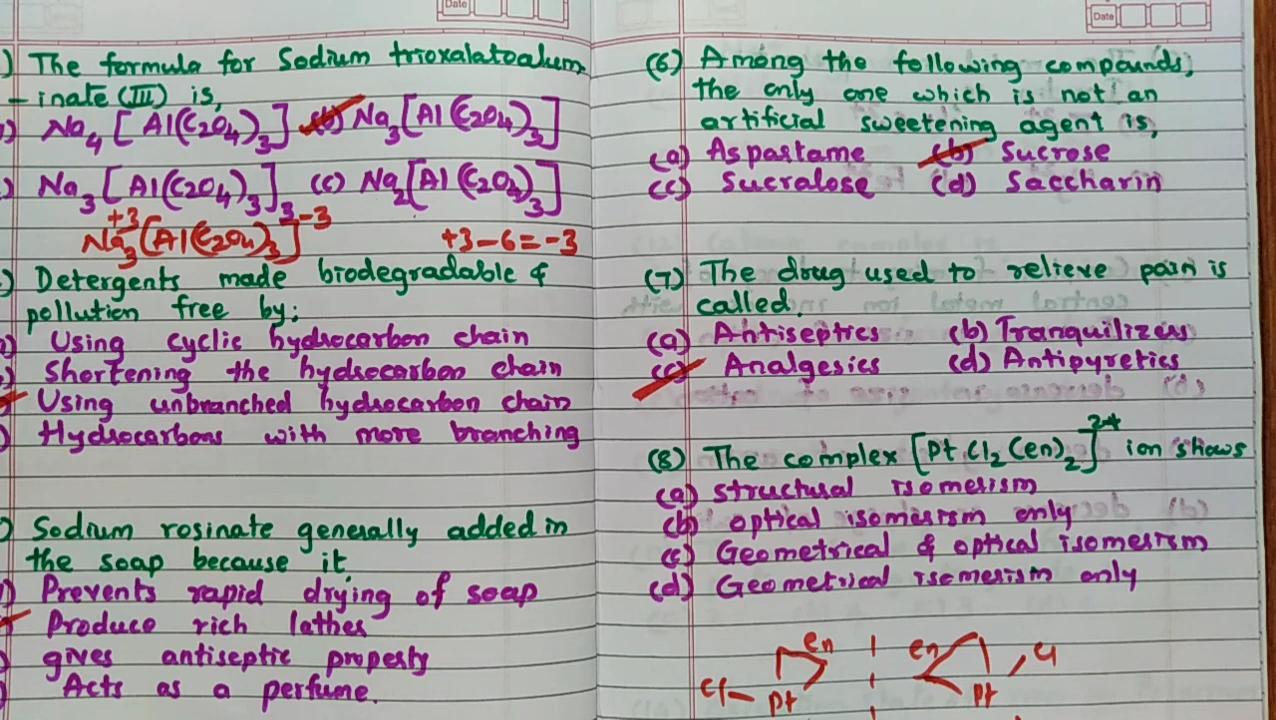 Date
) The formula for Sodium trioxalatoalum
-inate (III) is,
) Na4 [Al(C2O4)3] (b) Na3[Al(C2O4)3]
) Na3[Al(C2O4)3]3 (c) Na2[Al(C2O4)3]
Na3+3[Al(C2O4)3]-3 +3-6=-3
) Detergents made biodegradable &
pollution free by:
) Using cyclic hydrocarbon chain
) Shortening the hydrocarbon chain
Using unbranched hydrocarbon chain
) Hydrocarbons with more branching
) Sodium rosinate generally added in
the soap because it
) Prevents rapid drying of soap
Produce rich lather
) gives antiseptic property
) Acts as a perfume.
Date
(6) Among the following compounds,
the only one which is not an
artificial sweetening agent is,
(a) Aspartame (b) Sucrose
(c) Sucralose (d) Saccharin
(7) The drug used to relieve pain is
called.
(a) Antiseptics (b) Tranquilizers
(c) Analgesics (d) Antipyretics
(8) The complex [Pt Cl2 (en)2]2+ ion shows
(a) structural isomerism
(b) optical isomerism only
(c) Geometrical & optical isomerism
(d) Geometrical isomerism only
en en Cl
Cl Pt Pt